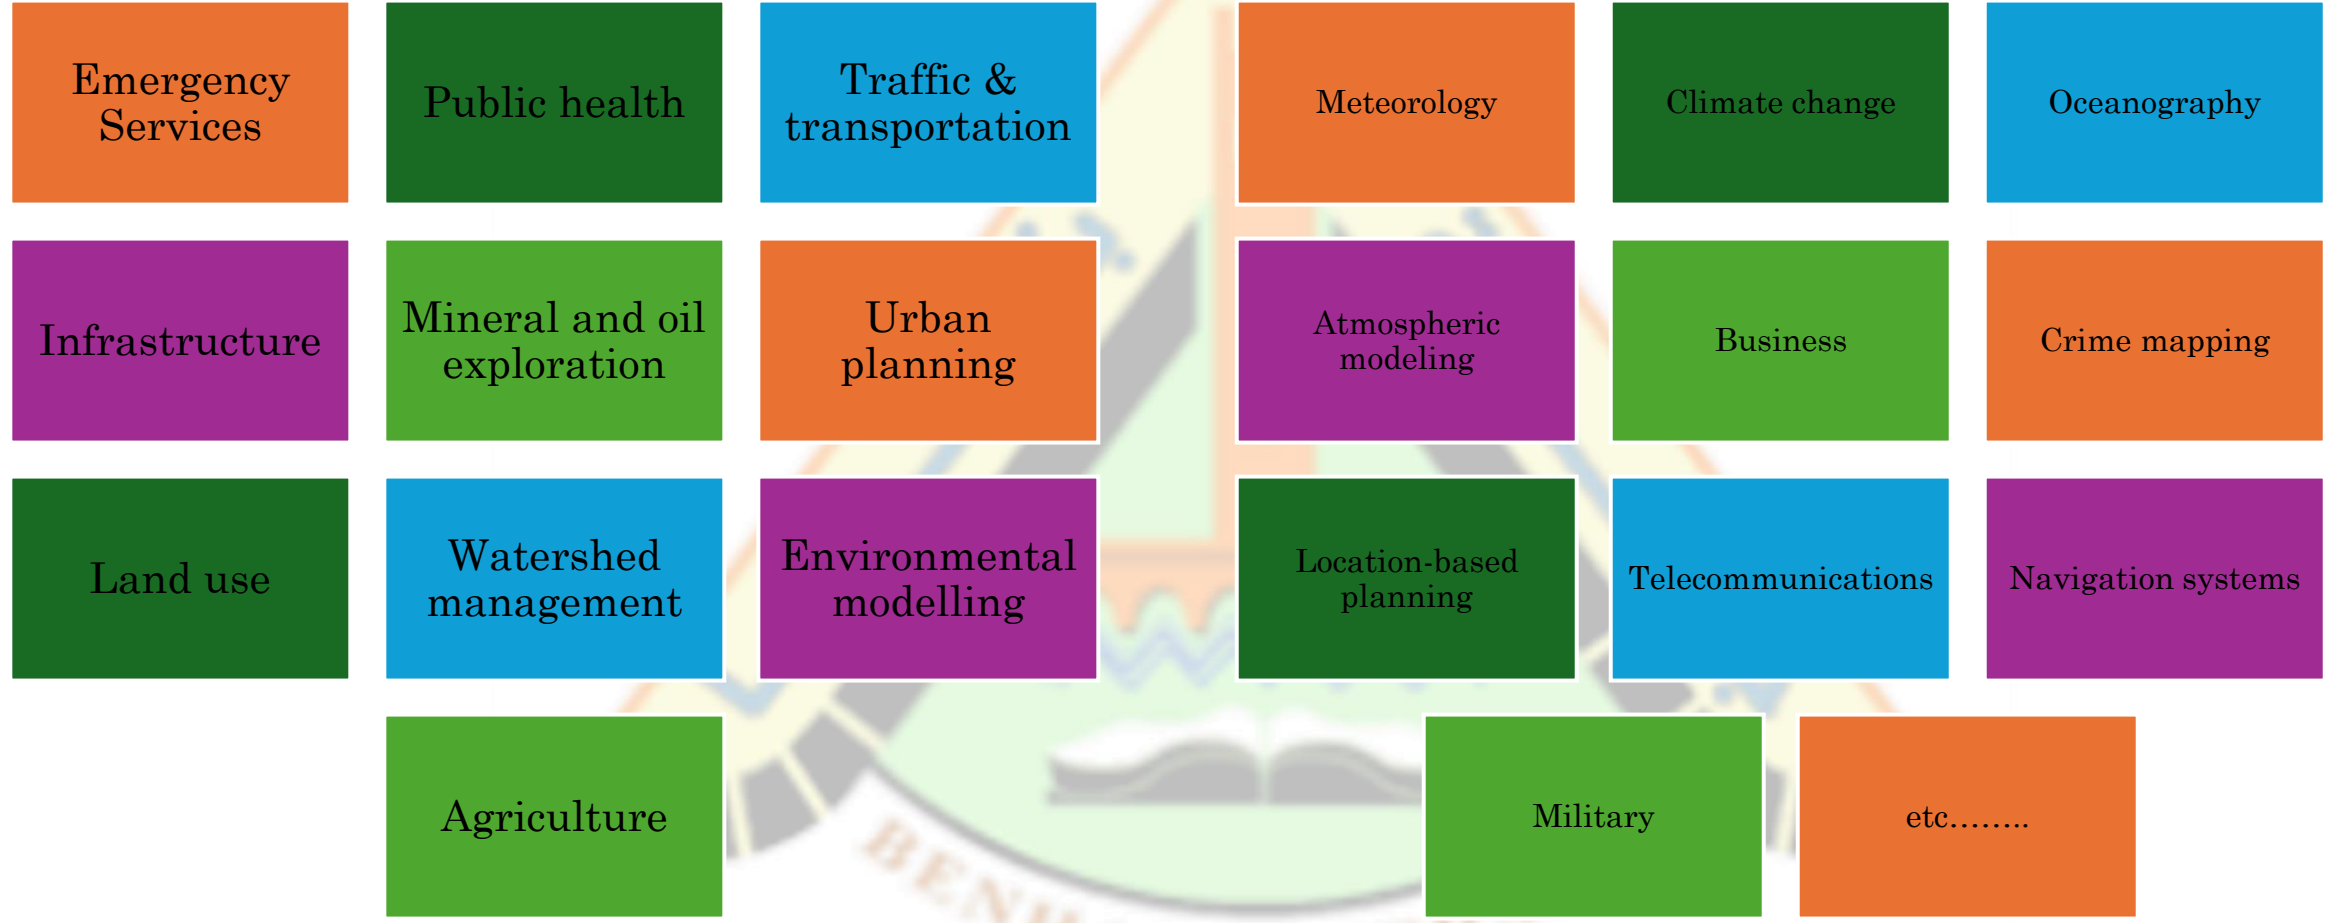 Emergency
Services
Public health
Traffic &
transportation
Infrastructure
Mineral and oil
exploration
Urban
planning
Land use
Watershed
management
Environmental
modelling
Agriculture
Meteorology
Climate change
Oceanography
Atmospheric
modeling
Business
Crime mapping
Location-based
planning
Telecommunications
Navigation systems
Military
etc........